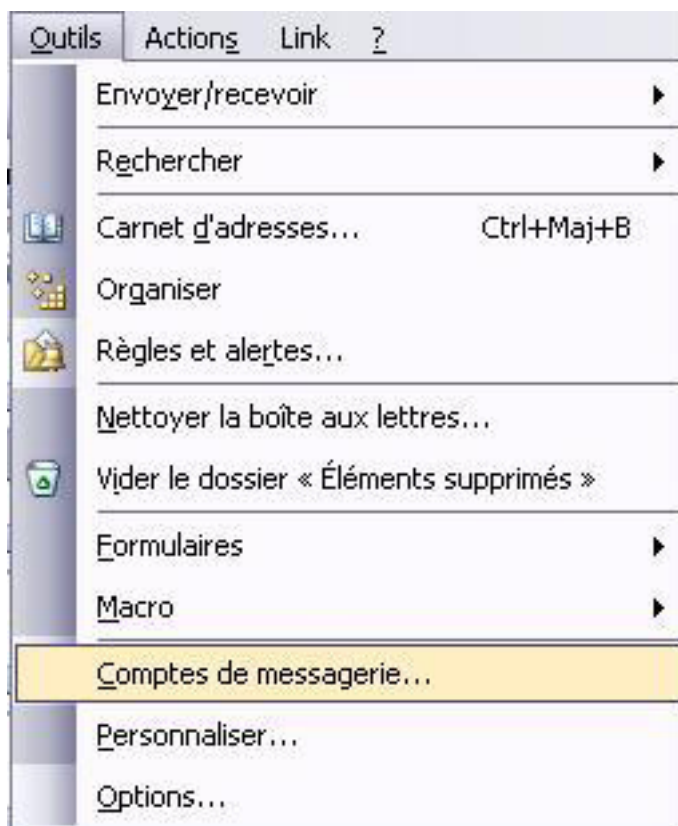 Outils Actions Link ?
Envoyer/recevoir
Rechercher
Carnet d'adresses... Ctrl+Maj+B
Organiser
Règles et alertes...
Nettoyer la boîte aux lettres...
Vider le dossier « Éléments supprimés »
Formulaires
Macro
Comptes de messagerie...
Personnaliser...
Options...